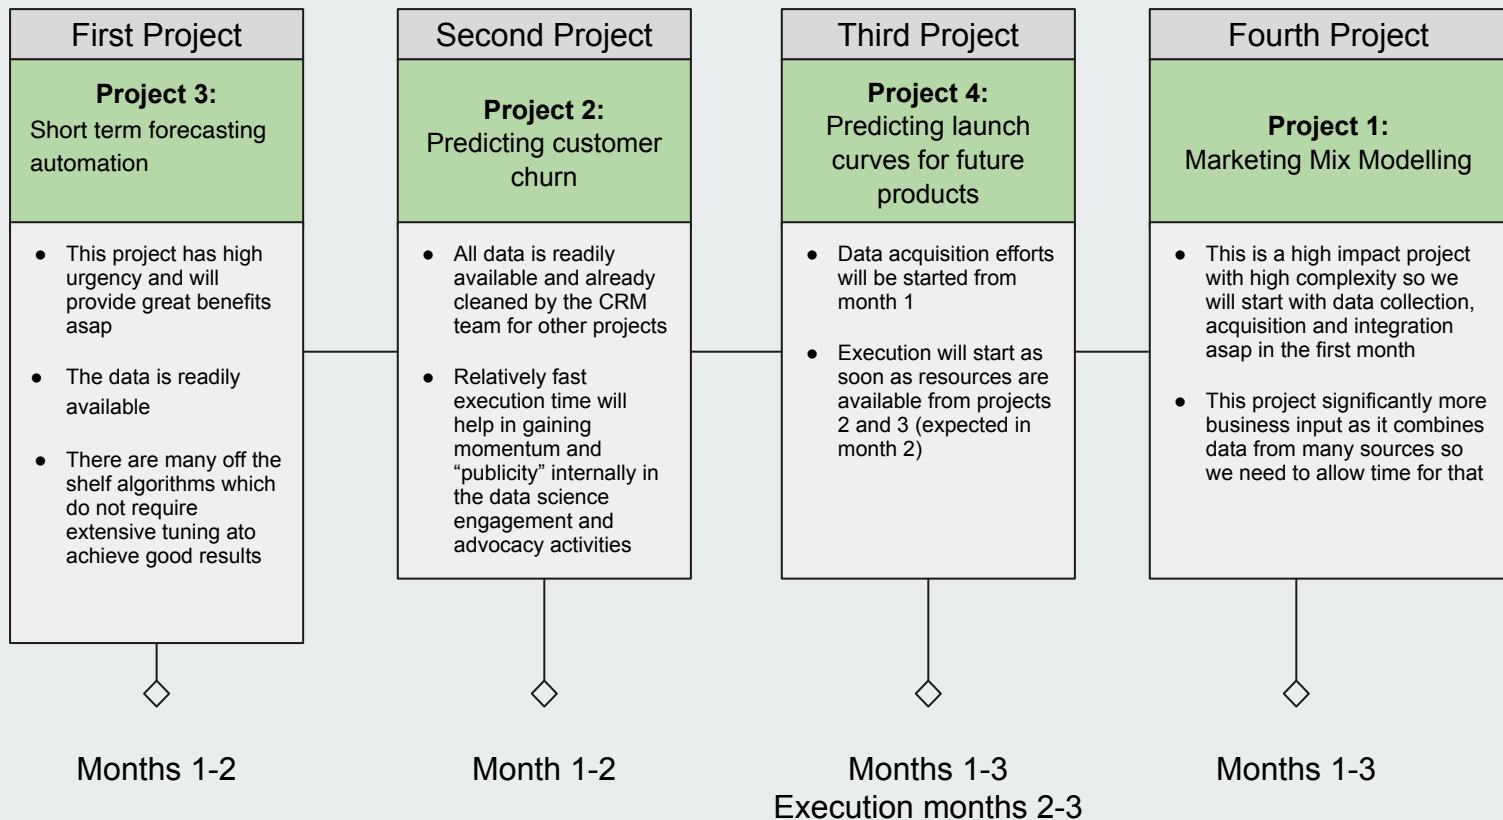 First Project
Project 3:
Short term forecasting
automation
● This project has high
urgency and will
provide great benefits
asap
● The data is readily
available
● There are many off the
shelf algorithms which
do not require
extensive tuning ato
achieve good results
Months 1-2
Second Project
Project 2:
Predicting customer
churn
● All data is readily
available and already
cleaned by the CRM
team for other projects
● Relatively fast
execution time will
help in gaining
momentum and
“publicity” internally in
the data science
engagement and
advocacy activities
Month 1-2
Third Project
Project 4:
Predicting launch
curves for future
products
● Data acquisition efforts
will be started from
month 1
● Execution will start as
soon as resources are
available from projects
2 and 3 (expected in
month 2)
Months 1-3
Execution months 2-3
Fourth Project
Project 1:
Marketing Mix Modelling
● This is a high impact project
with high complexity so we
will start with data collection,
acquisition and integration
asap in the first month
● This project significantly more
business input as it combines
data from many sources so
we need to allow time for that
Months 1-3